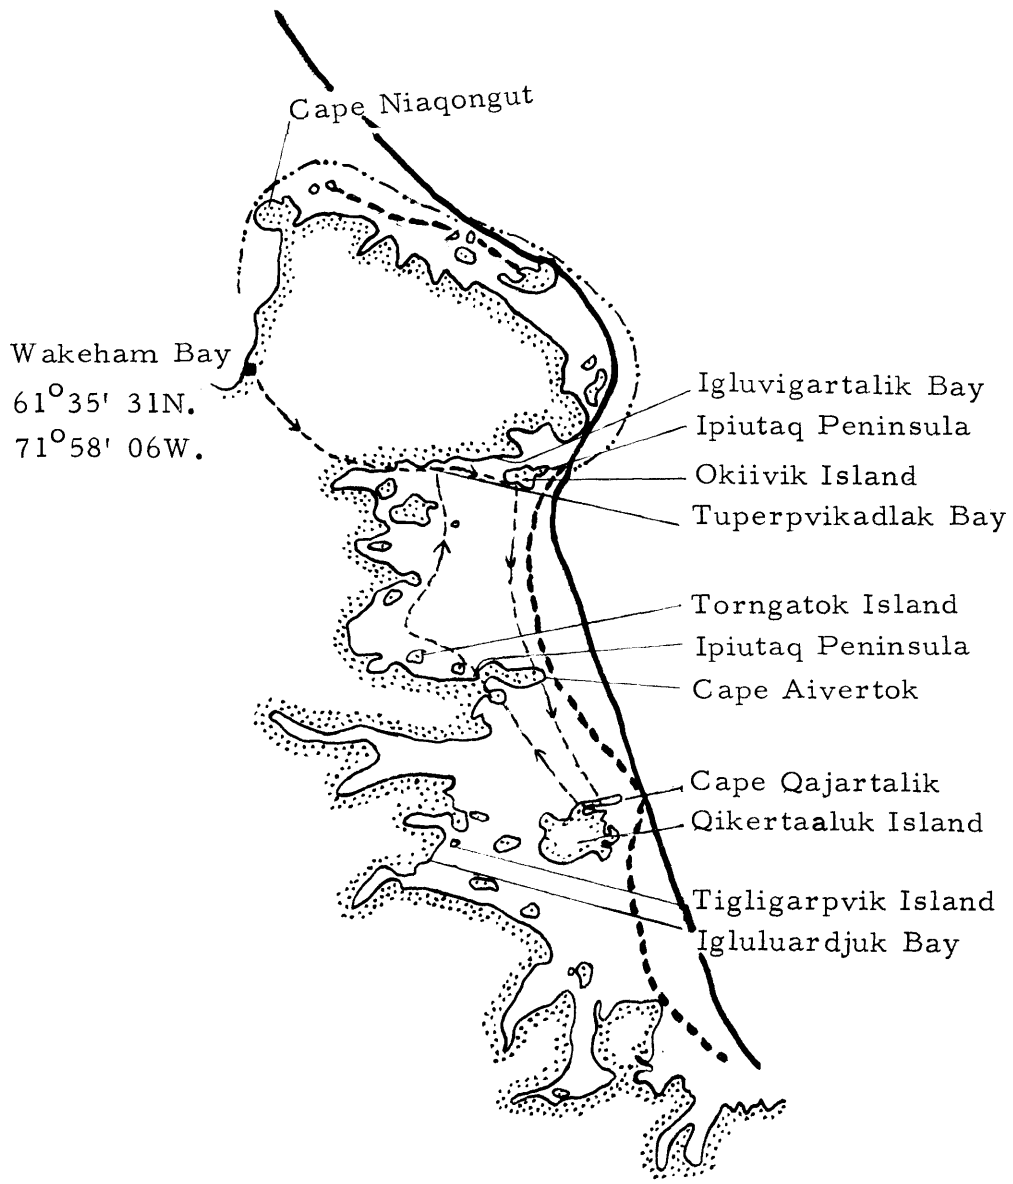 Cape Niaqongut
Wakeham Bay
61°35' 31N.
71°58' 06W.
Igluvigartalik Bay
Ipiutaq Peninsula
Okiivik Island
Tuperpvikadlak Bay
Torngatok Island
Ipiutaq Peninsula
Cape Aivertok
Cape Qajartalik
Qikertaaluk Island
Tigligarpvik Island
Igluluardjuk Bay